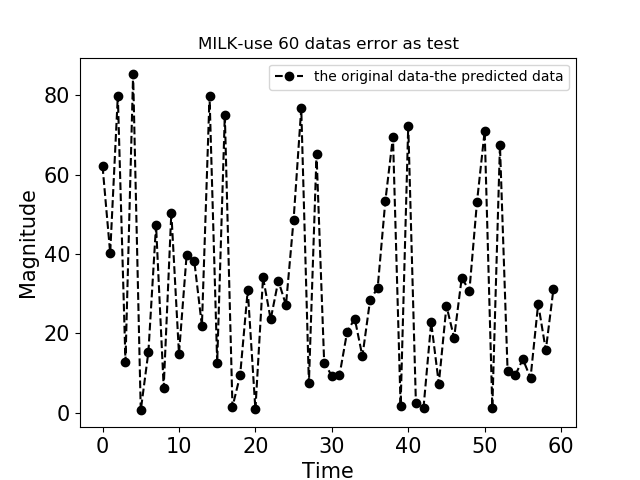 MILK-use 60 datas error as test
the original data-the predicted data
Magnitude
80
60
40
20
0
0 10 20 30 40 50 60
Time